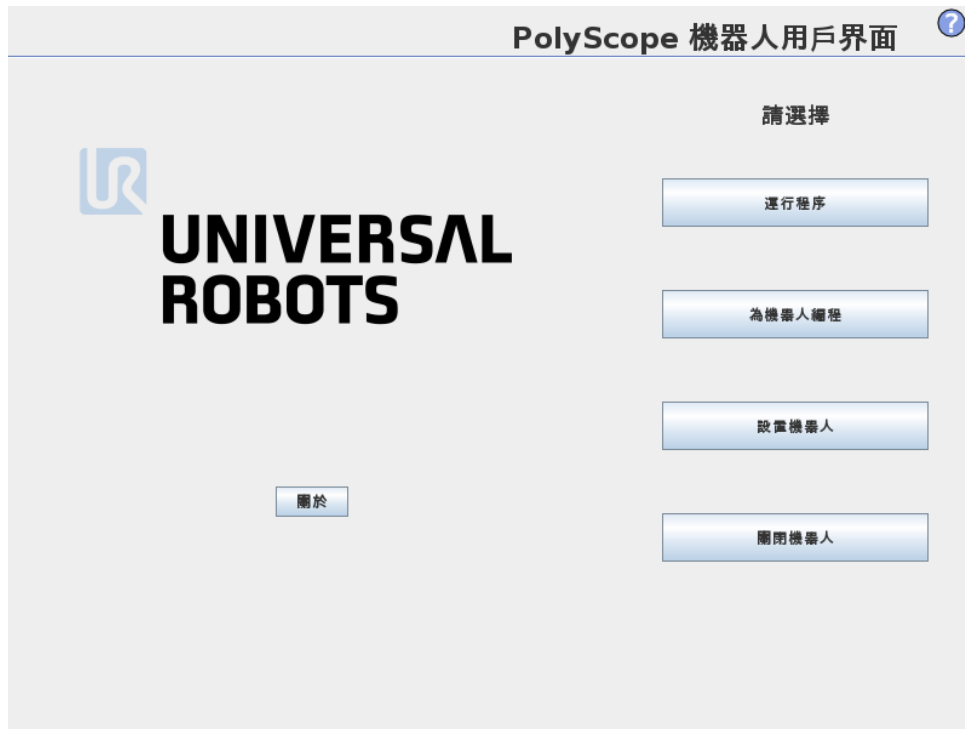 PolyScope 機器人用戶界面
?
請選擇
UR
UNIVERSAL
ROBOTS
運行程序
為機器人編程
設置機器人
關於
關閉機器人